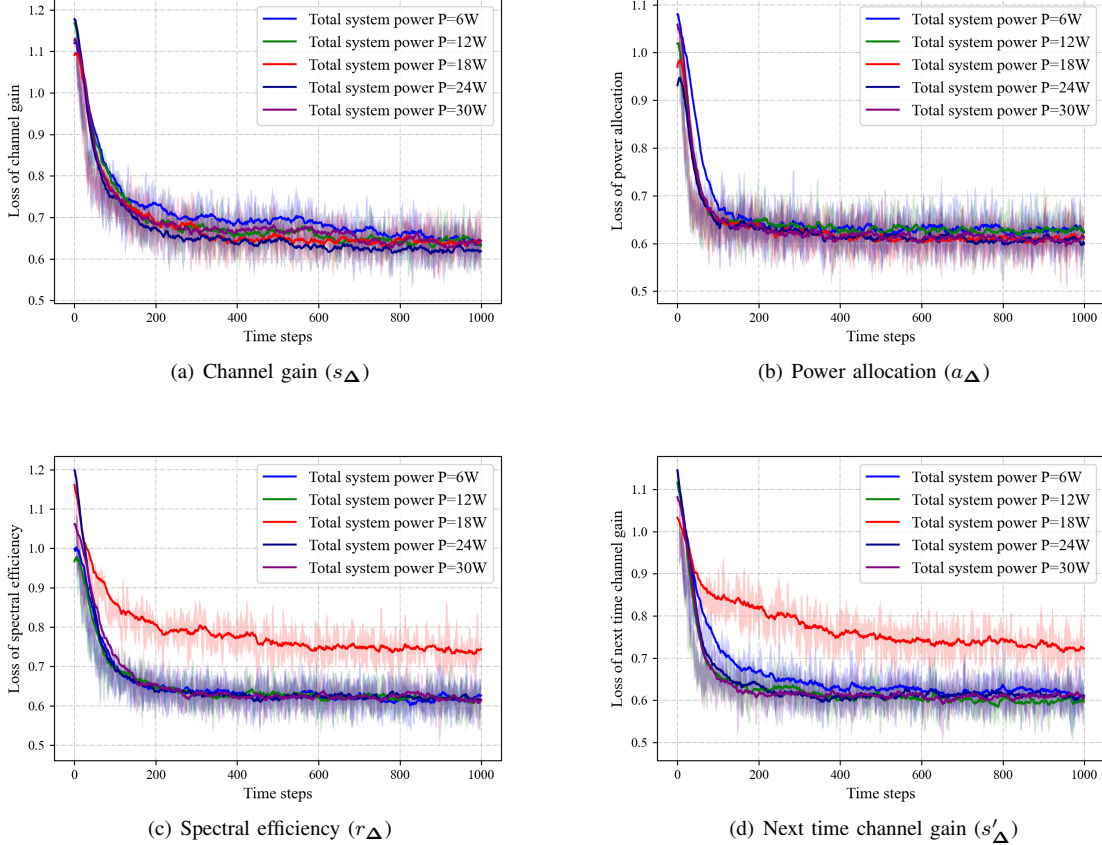 Total system power P=6W
Total system power P=12W
Total system power P=18W
Total system power P=24W
Total system power P=30W
1.2
1.1
1.0
0.9
0.8
0.7
0.6
0.5
Loss of channel gain
0 200 400 600 800 1000
Time steps
(a) Channel gain (s_Δ)
Total system power P=6W
Total system power P=12W
Total system power P=18W
Total system power P=24W
Total system power P=30W
1.1
1.0
0.9
0.8
0.7
0.6
0.5
Loss of power allocation
0 200 400 600 800 1000
Time steps
(b) Power allocation (a_Δ)
Total system power P=6W
Total system power P=12W
Total system power P=18W
Total system power P=24W
Total system power P=30W
1.2
1.1
1.0
0.9
0.8
0.7
0.6
0.5
Loss of spectral efficiency
0 200 400 600 800 1000
Time steps
(c) Spectral efficiency (r_Δ)
Total system power P=6W
Total system power P=12W
Total system power P=18W
Total system power P=24W
Total system power P=30W
1.1
1.0
0.9
0.8
0.7
0.6
0.5
Loss of next time channel gain
0 200 400 600 800 1000
Time steps
(d) Next time channel gain (s′_Δ)